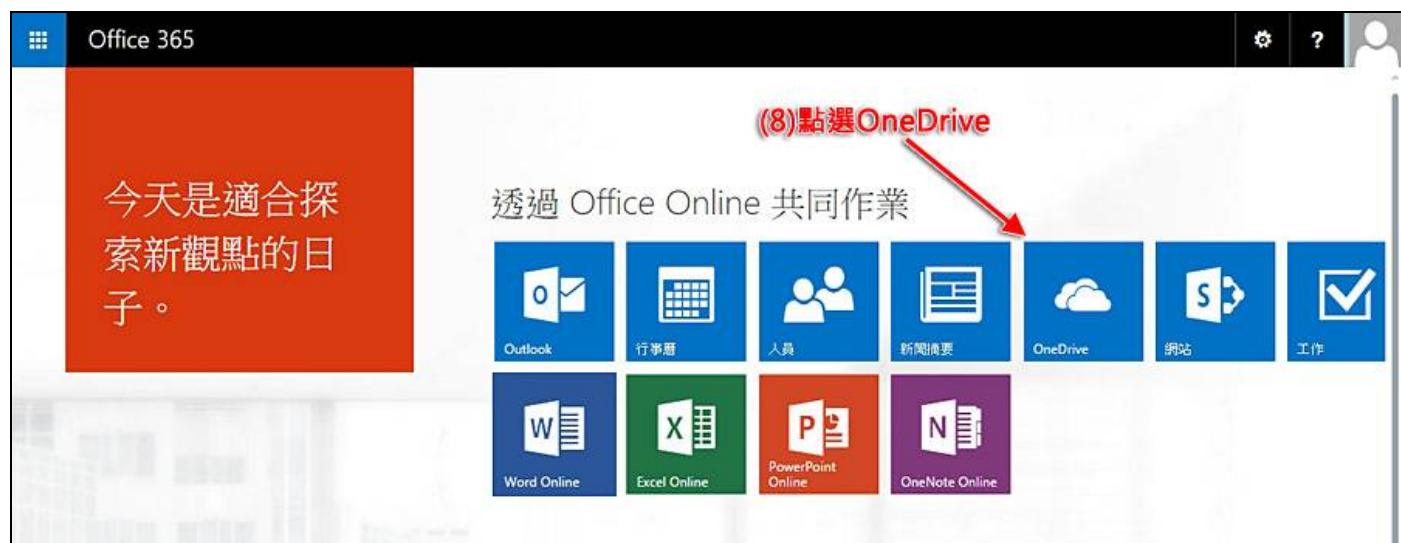 Office 365
?
(8)點選OneDrive
今天是適合探
索新觀點的日
子。
透過 Office Online 共同作業
Outlook
行事曆
人員
新聞摘要
OneDrive
網站
工作
Word Online
Excel Online
PowerPoint
Online
OneNote Online